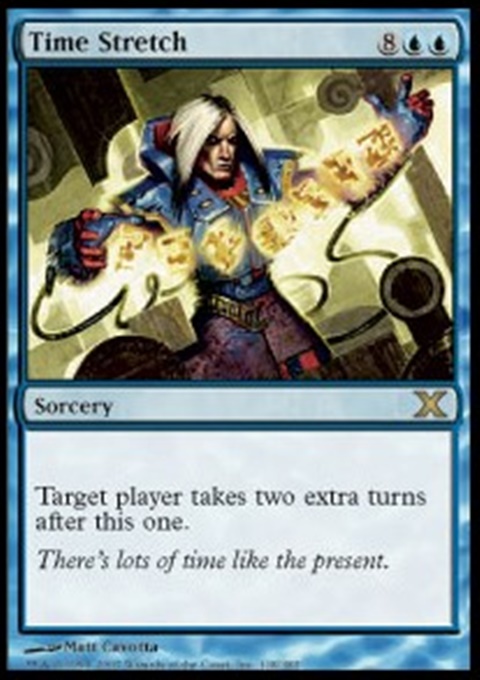 Time Stretch
8
Sorcery
X
Target player takes two extra turns
after this one.
There's lots of time like the present.
Matt Cavotta